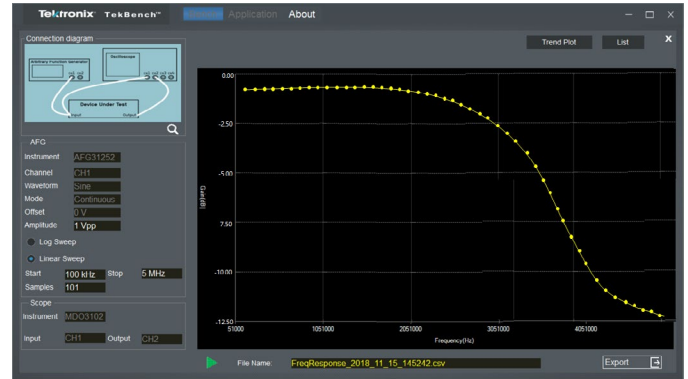 Tektronix TekBench™ Application About
Connection diagram
Trend Plot List X
Arbitrary Function Generator
Oscilloscope
Device Under Test
Input Output
AFG
Instrument AFG31252
Channel CH1
Waveform Sine
Mode Continuous
Offset 0 V
Amplitude 1 Vpp
Log Sweep
Linear Sweep
Start 100 kHz Stop 5 MHz
Samples 101
Scope
Instrument MDO3102
Input CH1 Output CH2
0.00
-2.50
-5.00
7.50
-10.00
-12.50
Gain(dB)
51000 1051000 2051000 3051000 4051000
Frequency(Hz)
File Name: FreqResponse_2018_11_15_145242.csv
Export